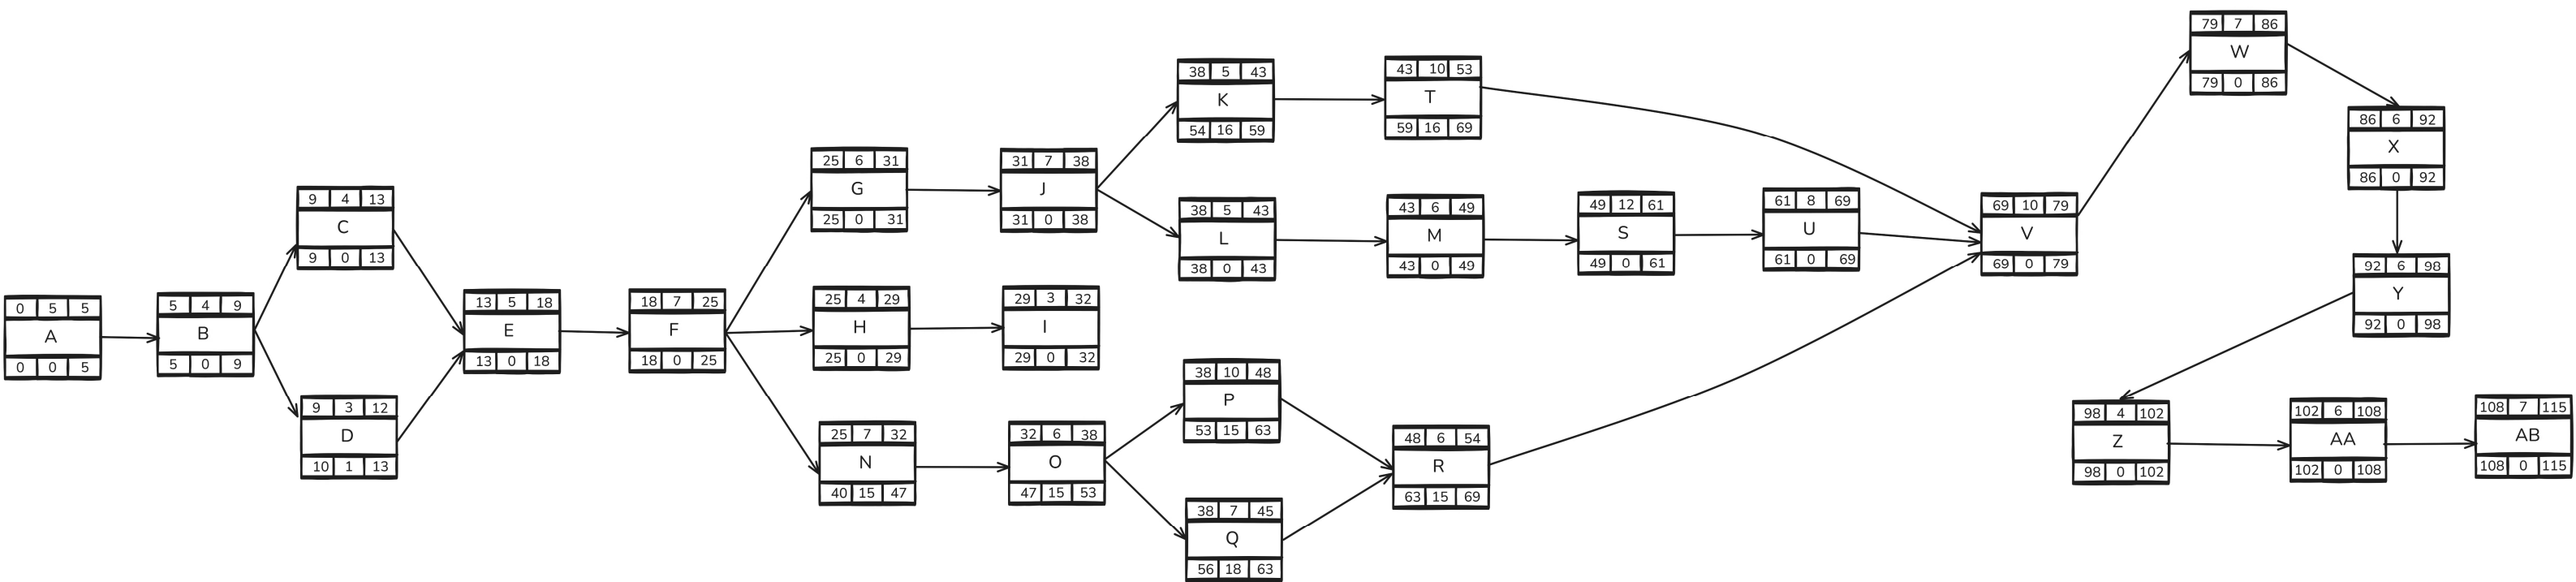 0 5 5
A
0 0 5
5 4 9
B
5 0 9
9 4 13
C
9 0 13
9 3 12
D
10 1 13
13 5 18
E
13 0 18
18 7 25
F
18 0 25
25 6 31
G
25 0 31
25 4 29
H
25 0 29
25 7 32
N
40 15 47
31 7 38
J
31 0 38
29 3 32
I
29 0 32
32 6 38
O
47 15 53
38 5 43
K
54 16 59
38 5 43
L
38 0 43
38 10 48
P
53 15 63
38 7 45
Q
56 18 63
43 10 53
T
59 16 69
43 6 49
M
43 0 49
48 6 54
R
63 15 69
49 12 61
S
49 0 61
61 8 69
U
61 0 69
69 10 79
V
69 0 79
79 7 86
W
79 0 86
86 6 92
X
86 0 92
92 6 98
Y
92 0 98
98 4 102
Z
98 0 102
102 6 108
AA
102 0 108
108 7 115
AB
108 0 115